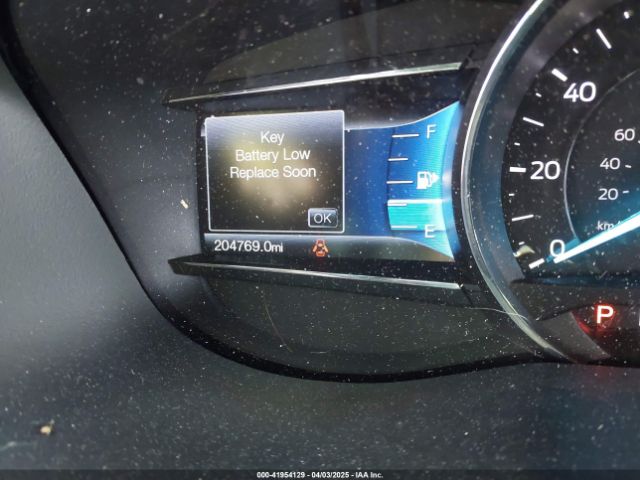 Key
Battery Low
Replace Soon
OK
204769.0mi
F
E
40
20
0
60
40
20
km
P
000-41954129 - 04/03/2025 - IAA Inc.